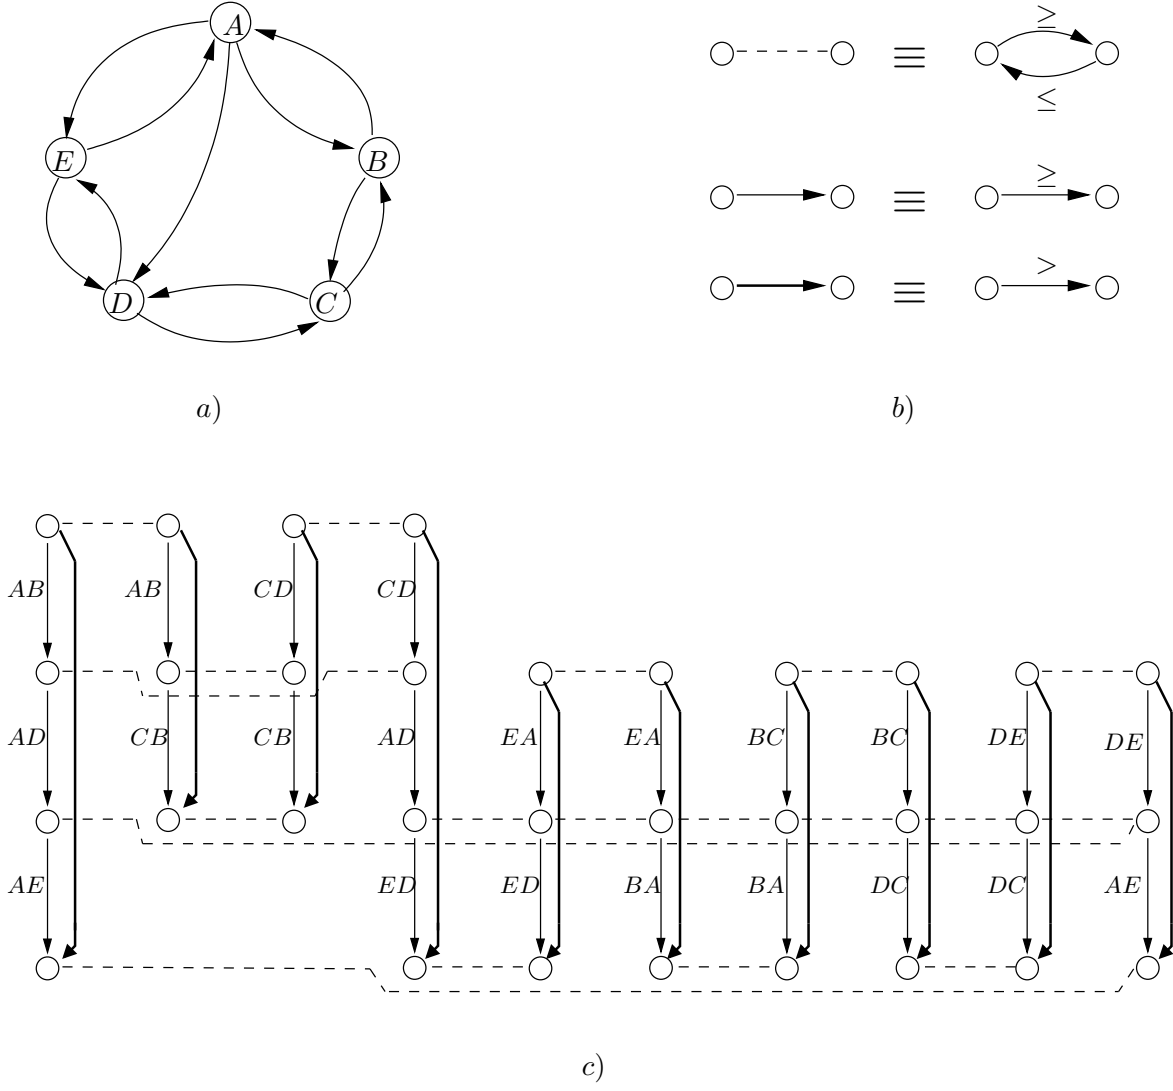 A
E
B
D
C
a)
≡ ≥ ≤
≡ ≥
≡ >
b)
AB AB CD CD
AD CB CB AD EA EA BC BC DE DE
AE ED ED BA BA DC DC AE
c)